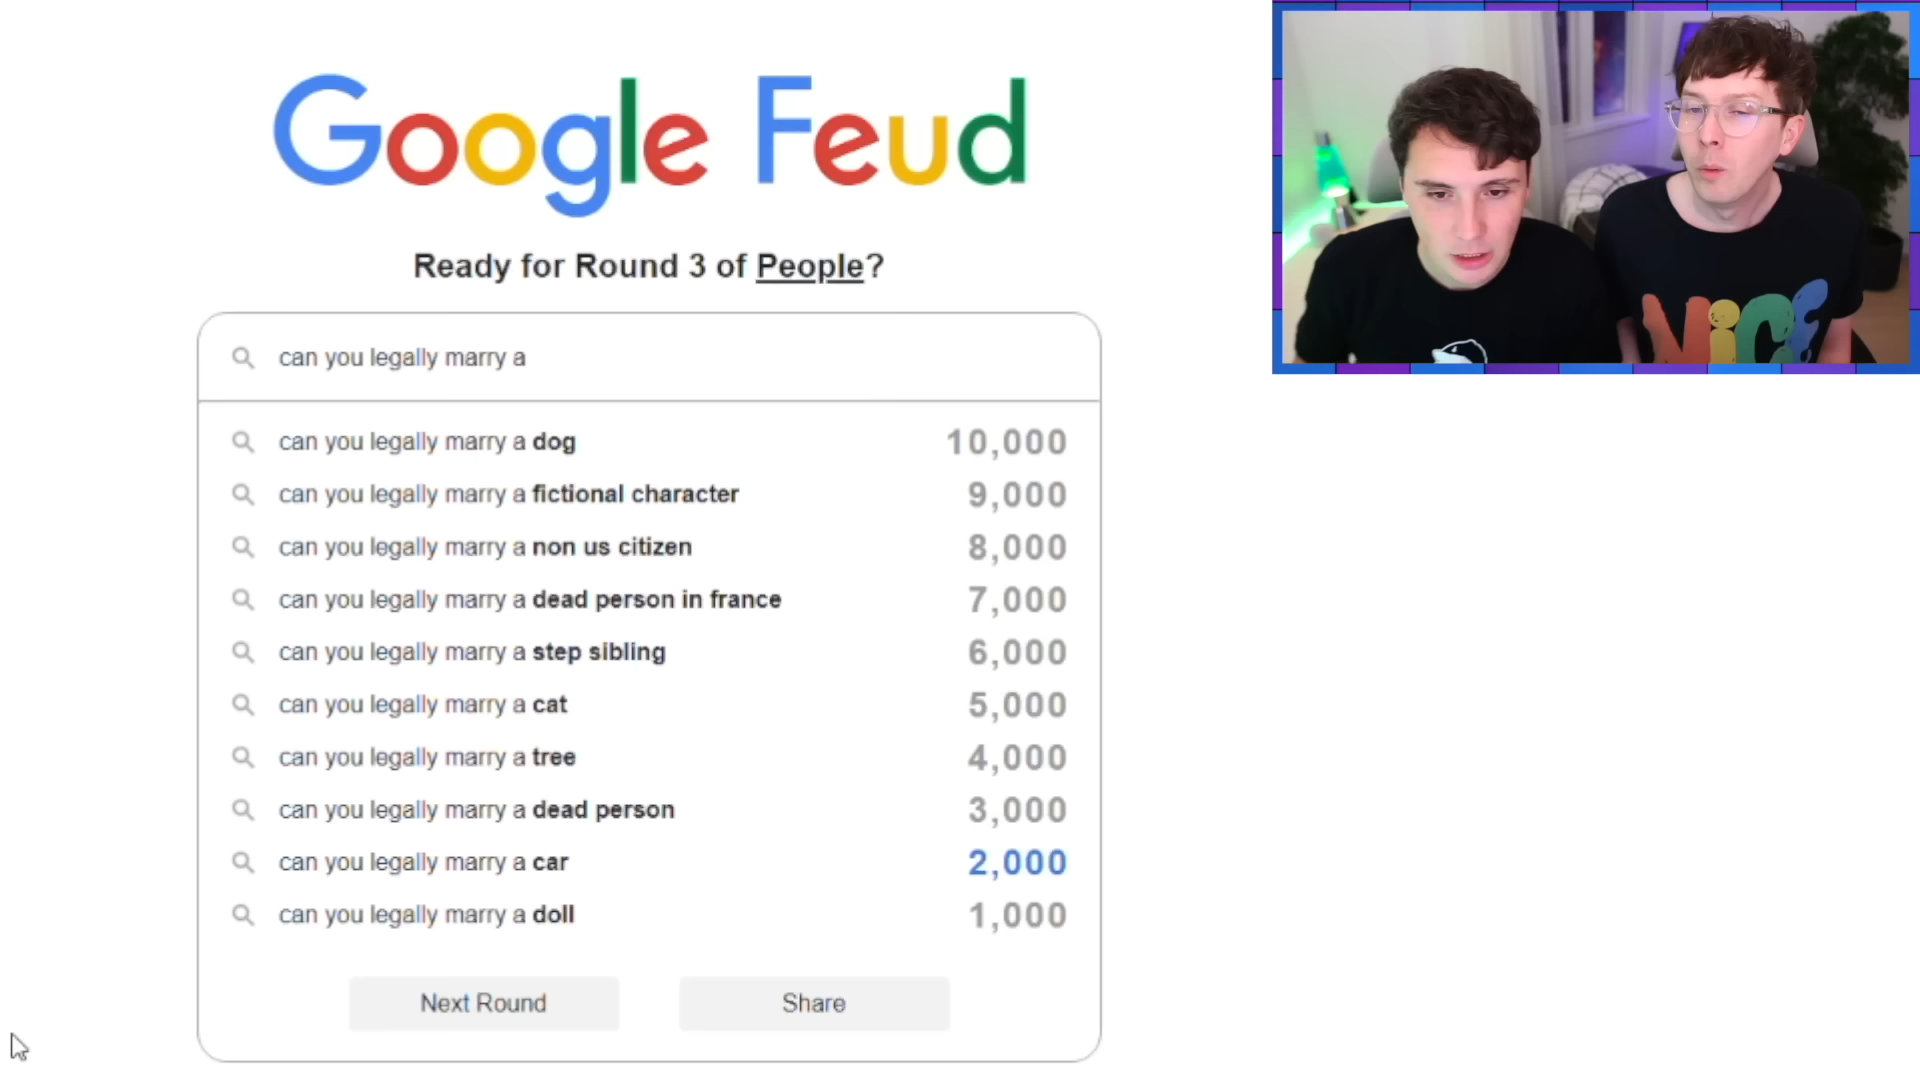 Google Feud
Ready for Round 3 of People?
can you legally marry a
can you legally marry a dog 10,000
can you legally marry a fictional character 9,000
can you legally marry a non us citizen 8,000
can you legally marry a dead person in france 7,000
can you legally marry a step sibling 6,000
can you legally marry a cat 5,000
can you legally marry a tree 4,000
can you legally marry a dead person 3,000
can you legally marry a car 2,000
can you legally marry a doll 1,000
Next Round Share
NiCE